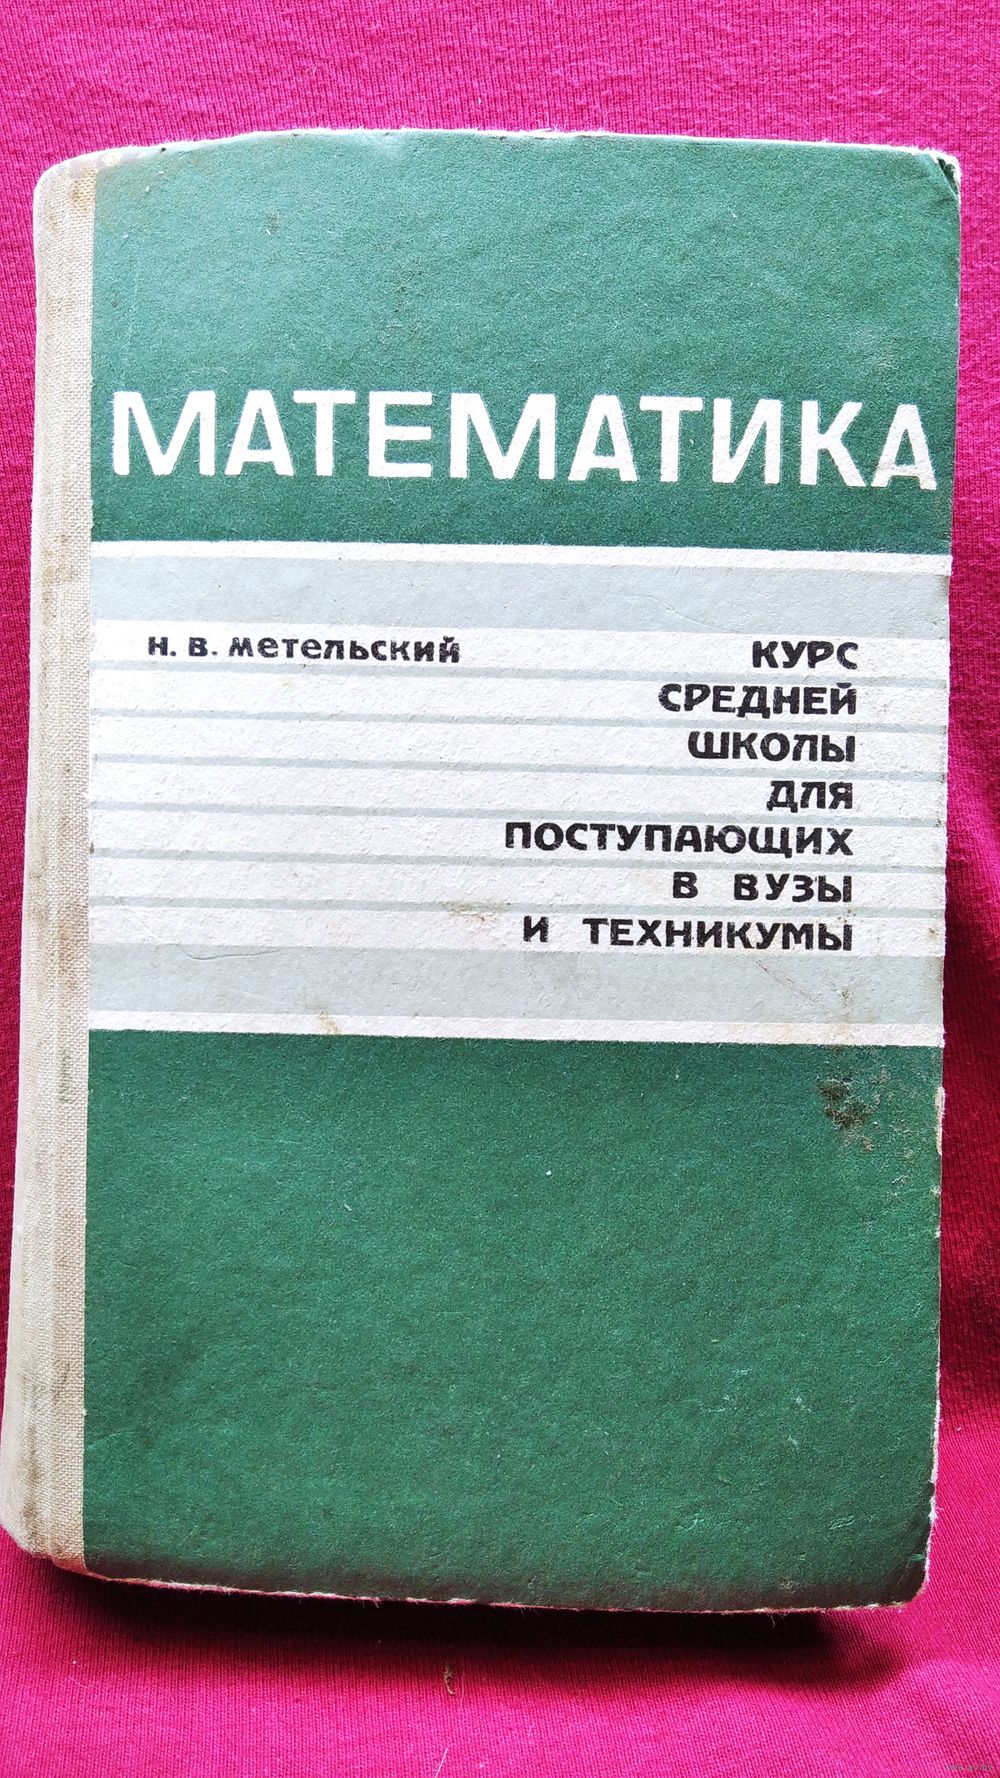 МАТЕМАТИКА
Н. В. Метельский
КУРС
СРЕДНЕЙ
ШКОЛЫ
ДЛЯ
ПОСТУПАЮЩИХ
В ВУЗЫ
И ТЕХНИКУМЫ